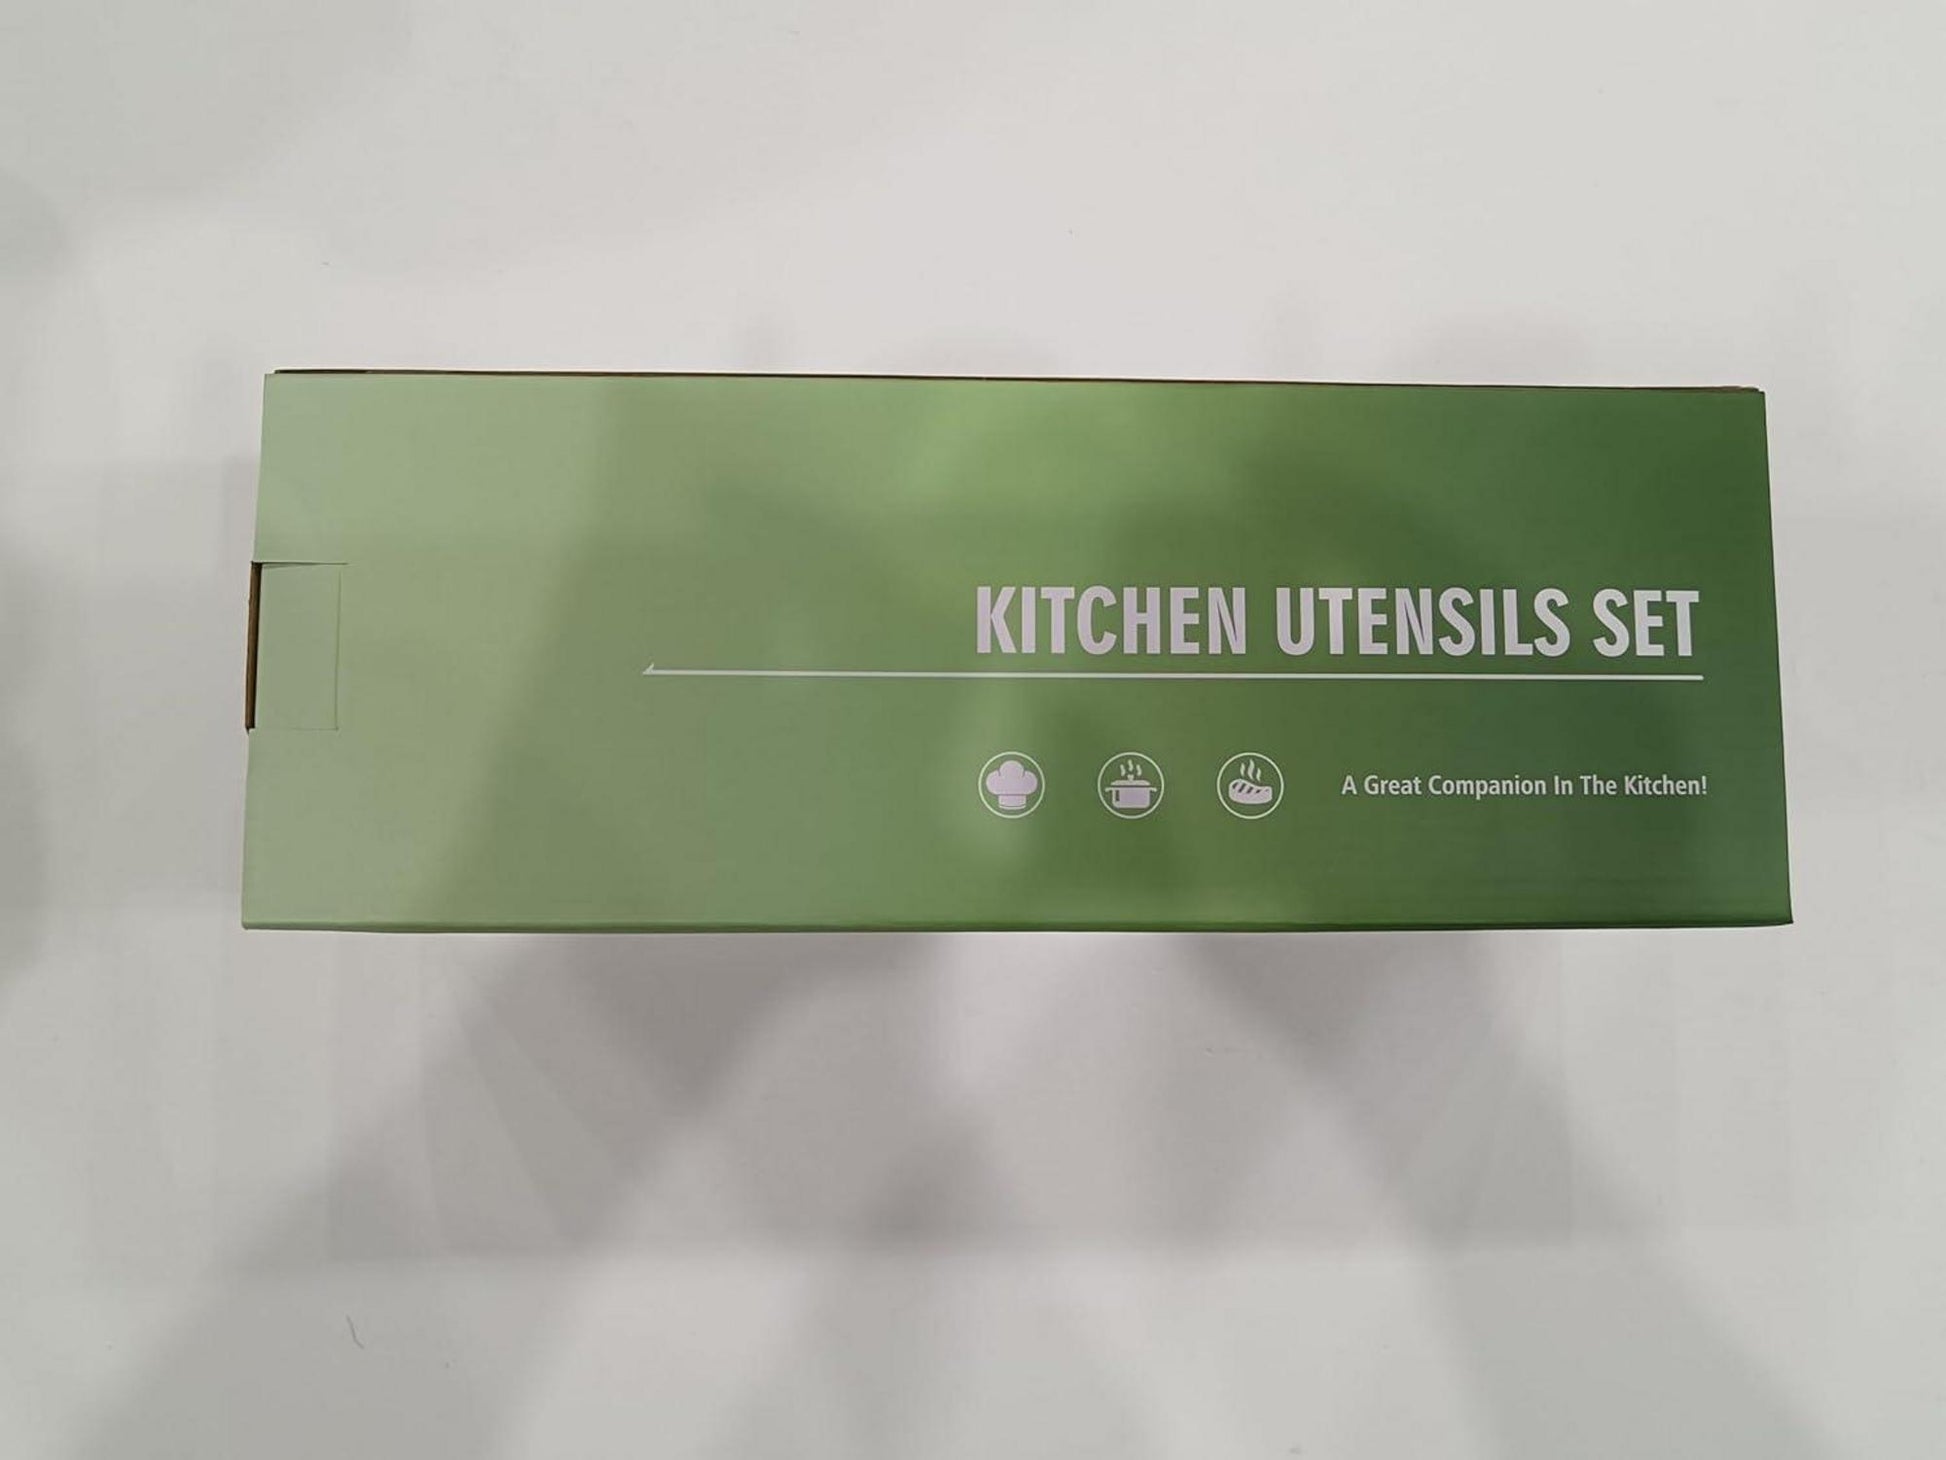 KITCHEN UTENSILS SET
A Great Companion In The Kitchen!